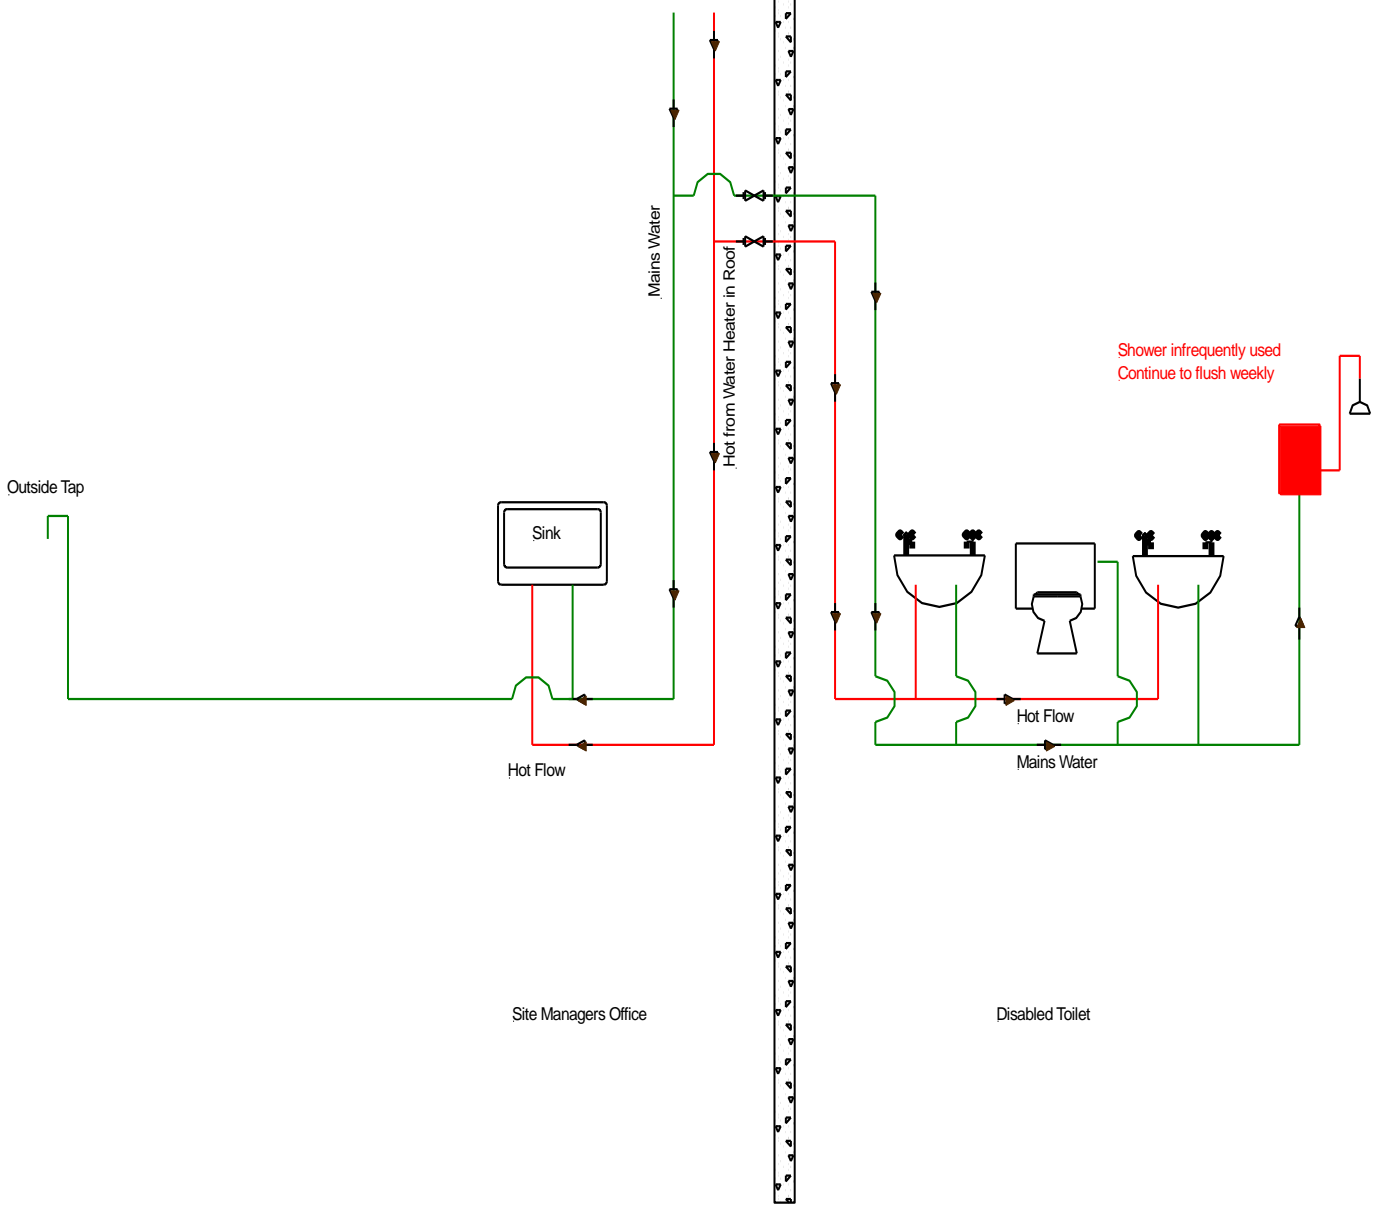 Mains Water
Hot from Water Heater in Roof
Shower infrequently used
Continue to flush weekly
Outside Tap
Sink
Hot Flow
Mains Water
Hot Flow
Site Managers Office
Disabled Toilet